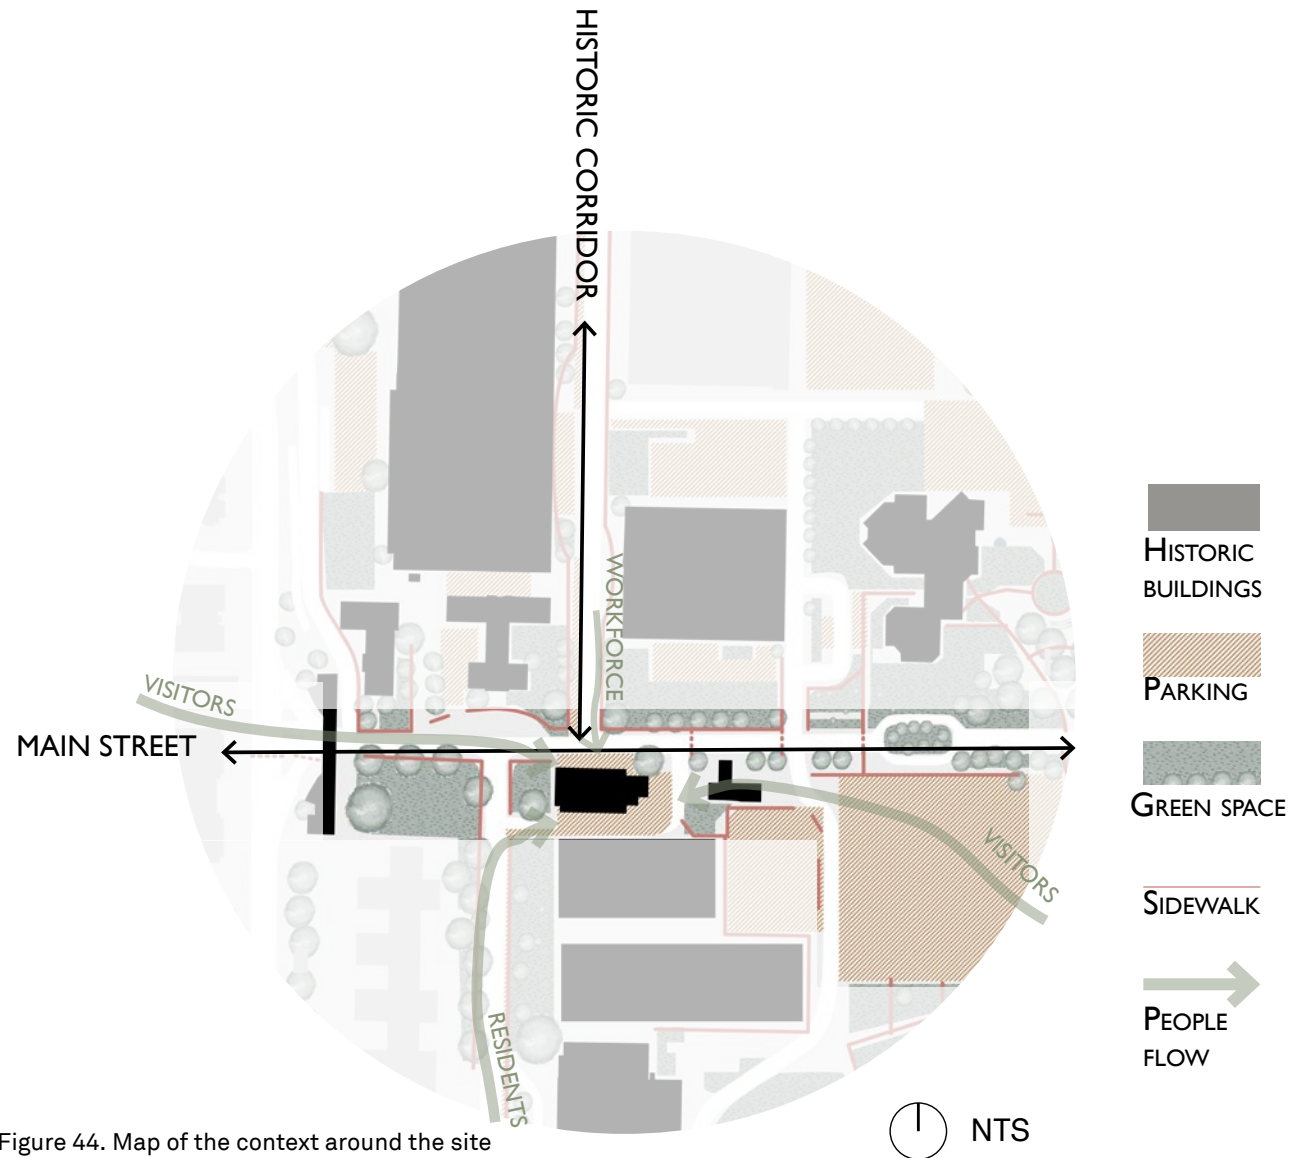 HISTORIC CORRIDOR
WORKFORCE
VISITORS
MAIN STREET
VISITORS
RESIDENTS
HISTORIC
BUILDINGS
PARKING
GREEN SPACE
SIDEWALK
PEOPLE
FLOW
NTS
Figure 44. Map of the context around the site